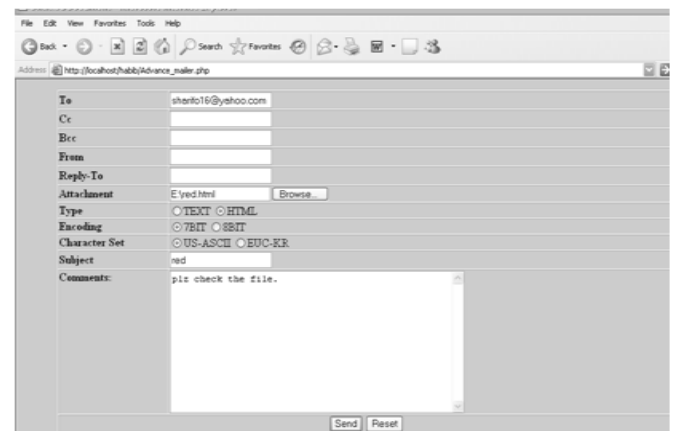 File Edit View Favorites Tools Help
Back Search Favorites
Address http://localhost/habib/Advance_mailer.php
To sharifo16@yahoo.com
Cc
Bcc
From
Reply-To
Attachment E:\red.html Browse...
Type TEXT HTML
Encoding 7BIT 8BIT
Character Set US-ASCII EUC-KR
Subject red
Comments: plz check the file.
Send Reset